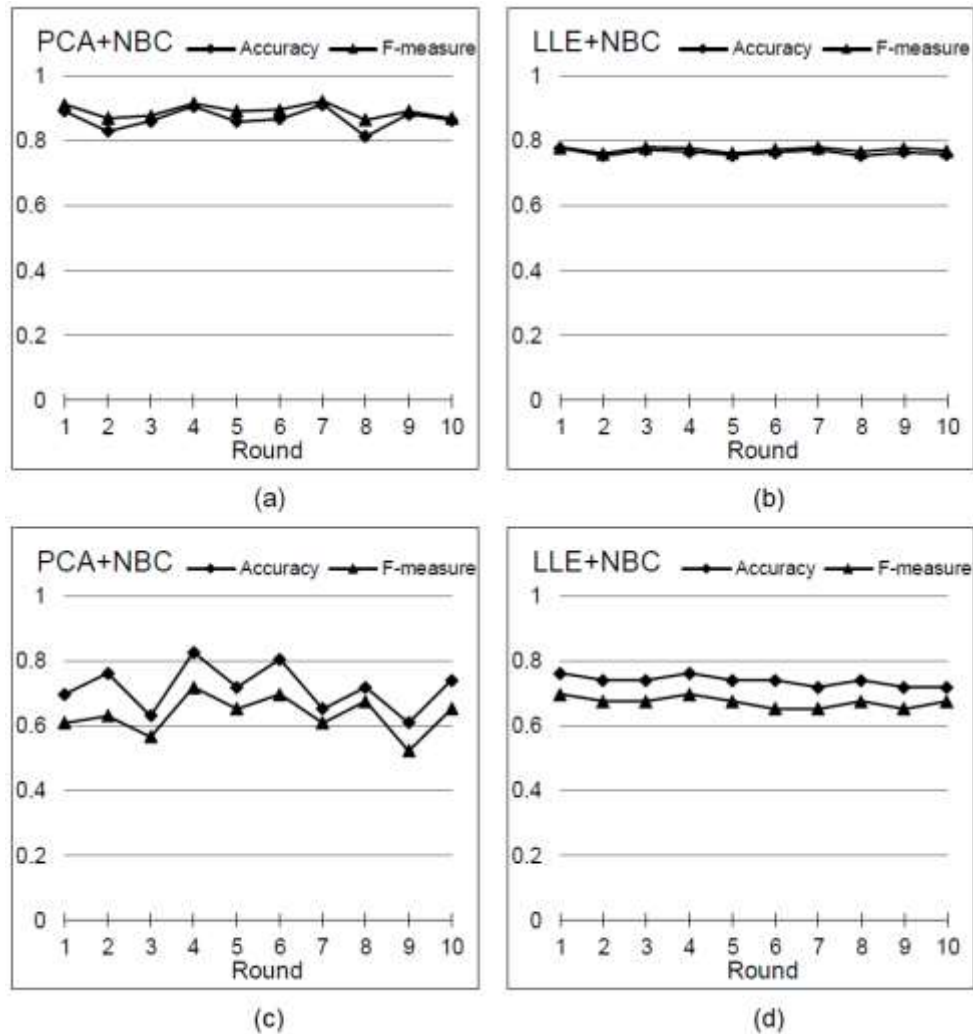 PCA+NBC Accuracy F-measure
1
0.8
0.6
0.4
0.2
0
1 2 3 4 5 6 7 8 9 10
Round
(a)
LLE+NBC Accuracy F-measure
1
0.8
0.6
0.4
0.2
0
1 2 3 4 5 6 7 8 9 10
Round
(b)
PCA+NBC Accuracy F-measure
1
0.8
0.6
0.4
0.2
0
1 2 3 4 5 6 7 8 9 10
Round
(c)
LLE+NBC Accuracy F-measure
1
0.8
0.6
0.4
0.2
0
1 2 3 4 5 6 7 8 9 10
Round
(d)